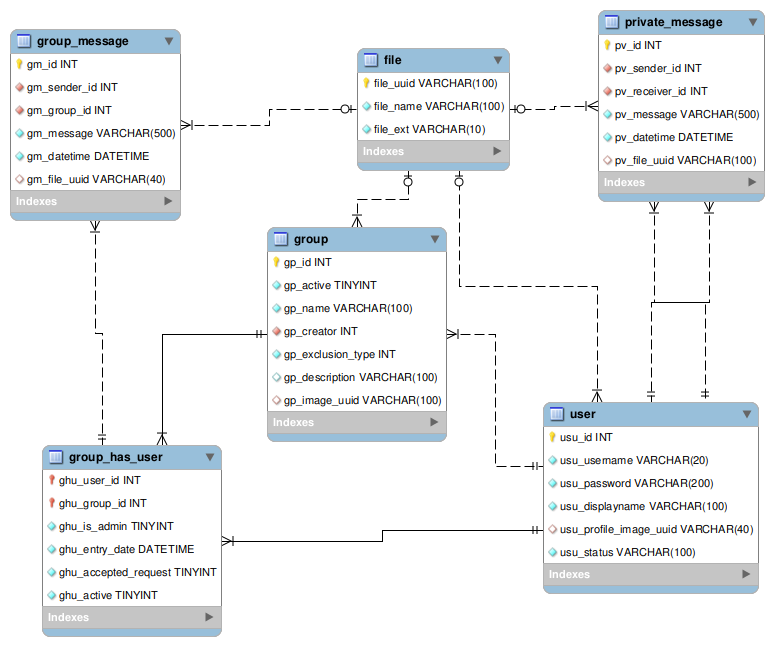 group_message
gm_id INT
gm_sender_id INT
gm_group_id INT
gm_message VARCHAR(500)
gm_datetime DATETIME
gm_file_uuid VARCHAR(40)
Indexes
file
file_uuid VARCHAR(100)
file_name VARCHAR(100)
file_ext VARCHAR(10)
Indexes
private_message
pv_id INT
pv_sender_id INT
pv_receiver_id INT
pv_message VARCHAR(500)
pv_datetime DATETIME
pv_file_uuid VARCHAR(100)
Indexes
group
gp_id INT
gp_active TINYINT
gp_name VARCHAR(100)
gp_creator INT
gp_exclusion_type INT
gp_description VARCHAR(100)
gp_image_uuid VARCHAR(100)
Indexes
group_has_user
ghu_user_id INT
ghu_group_id INT
ghu_is_admin TINYINT
ghu_entry_date DATETIME
ghu_accepted_request TINYINT
ghu_active TINYINT
Indexes
user
usu_id INT
usu_username VARCHAR(20)
usu_password VARCHAR(200)
usu_displayname VARCHAR(100)
usu_profile_image_uuid VARCHAR(40)
usu_status VARCHAR(100)
Indexes